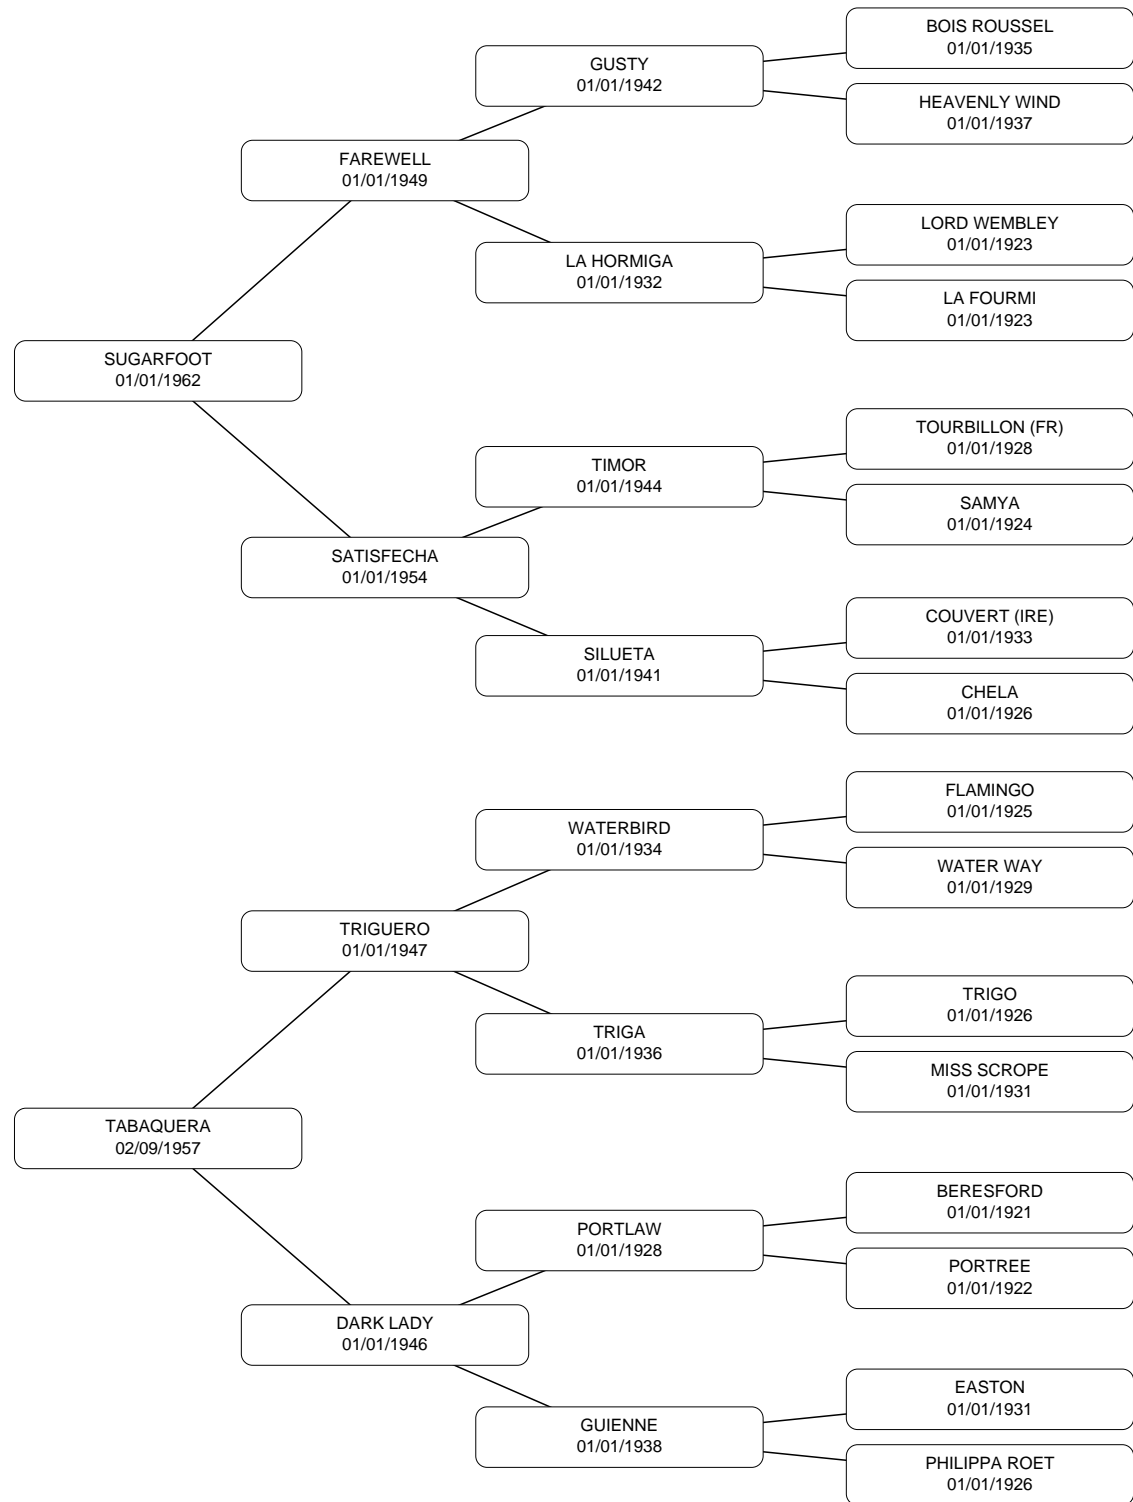 BOIS ROUSSEL
01/01/1935
GUSTY
01/01/1942
HEAVENLY WIND
01/01/1937
FAREWELL
01/01/1949
LORD WEMBLEY
01/01/1923
LA HORMIGA
01/01/1932
LA FOURMI
01/01/1923
SUGARFOOT
01/01/1962
TOURBILLON (FR)
01/01/1928
TIMOR
01/01/1944
SAMYA
01/01/1924
SATISFECHA
01/01/1954
COUVERT (IRE)
01/01/1933
SILUETA
01/01/1941
CHELA
01/01/1926
FLAMINGO
01/01/1925
WATERBIRD
01/01/1934
WATER WAY
01/01/1929
TRIGUERO
01/01/1947
TRIGO
01/01/1926
TRIGA
01/01/1936
MISS SCROPE
01/01/1931
TABAQUERA
02/09/1957
BERESFORD
01/01/1921
PORTLAW
01/01/1928
PORTREE
01/01/1922
DARK LADY
01/01/1946
EASTON
01/01/1931
GUIENNE
01/01/1938
PHILIPPA ROET
01/01/1926